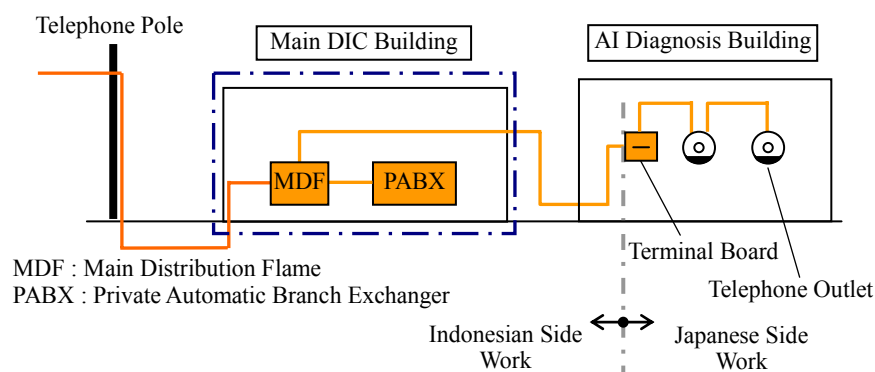 Telephone Pole
Main DIC Building
AI Diagnosis Building
MDF
PABX
Terminal Board
Telephone Outlet
MDF : Main Distribution Flame
PABX : Private Automatic Branch Exchanger
Indonesian Side
Work
Japanese Side
Work